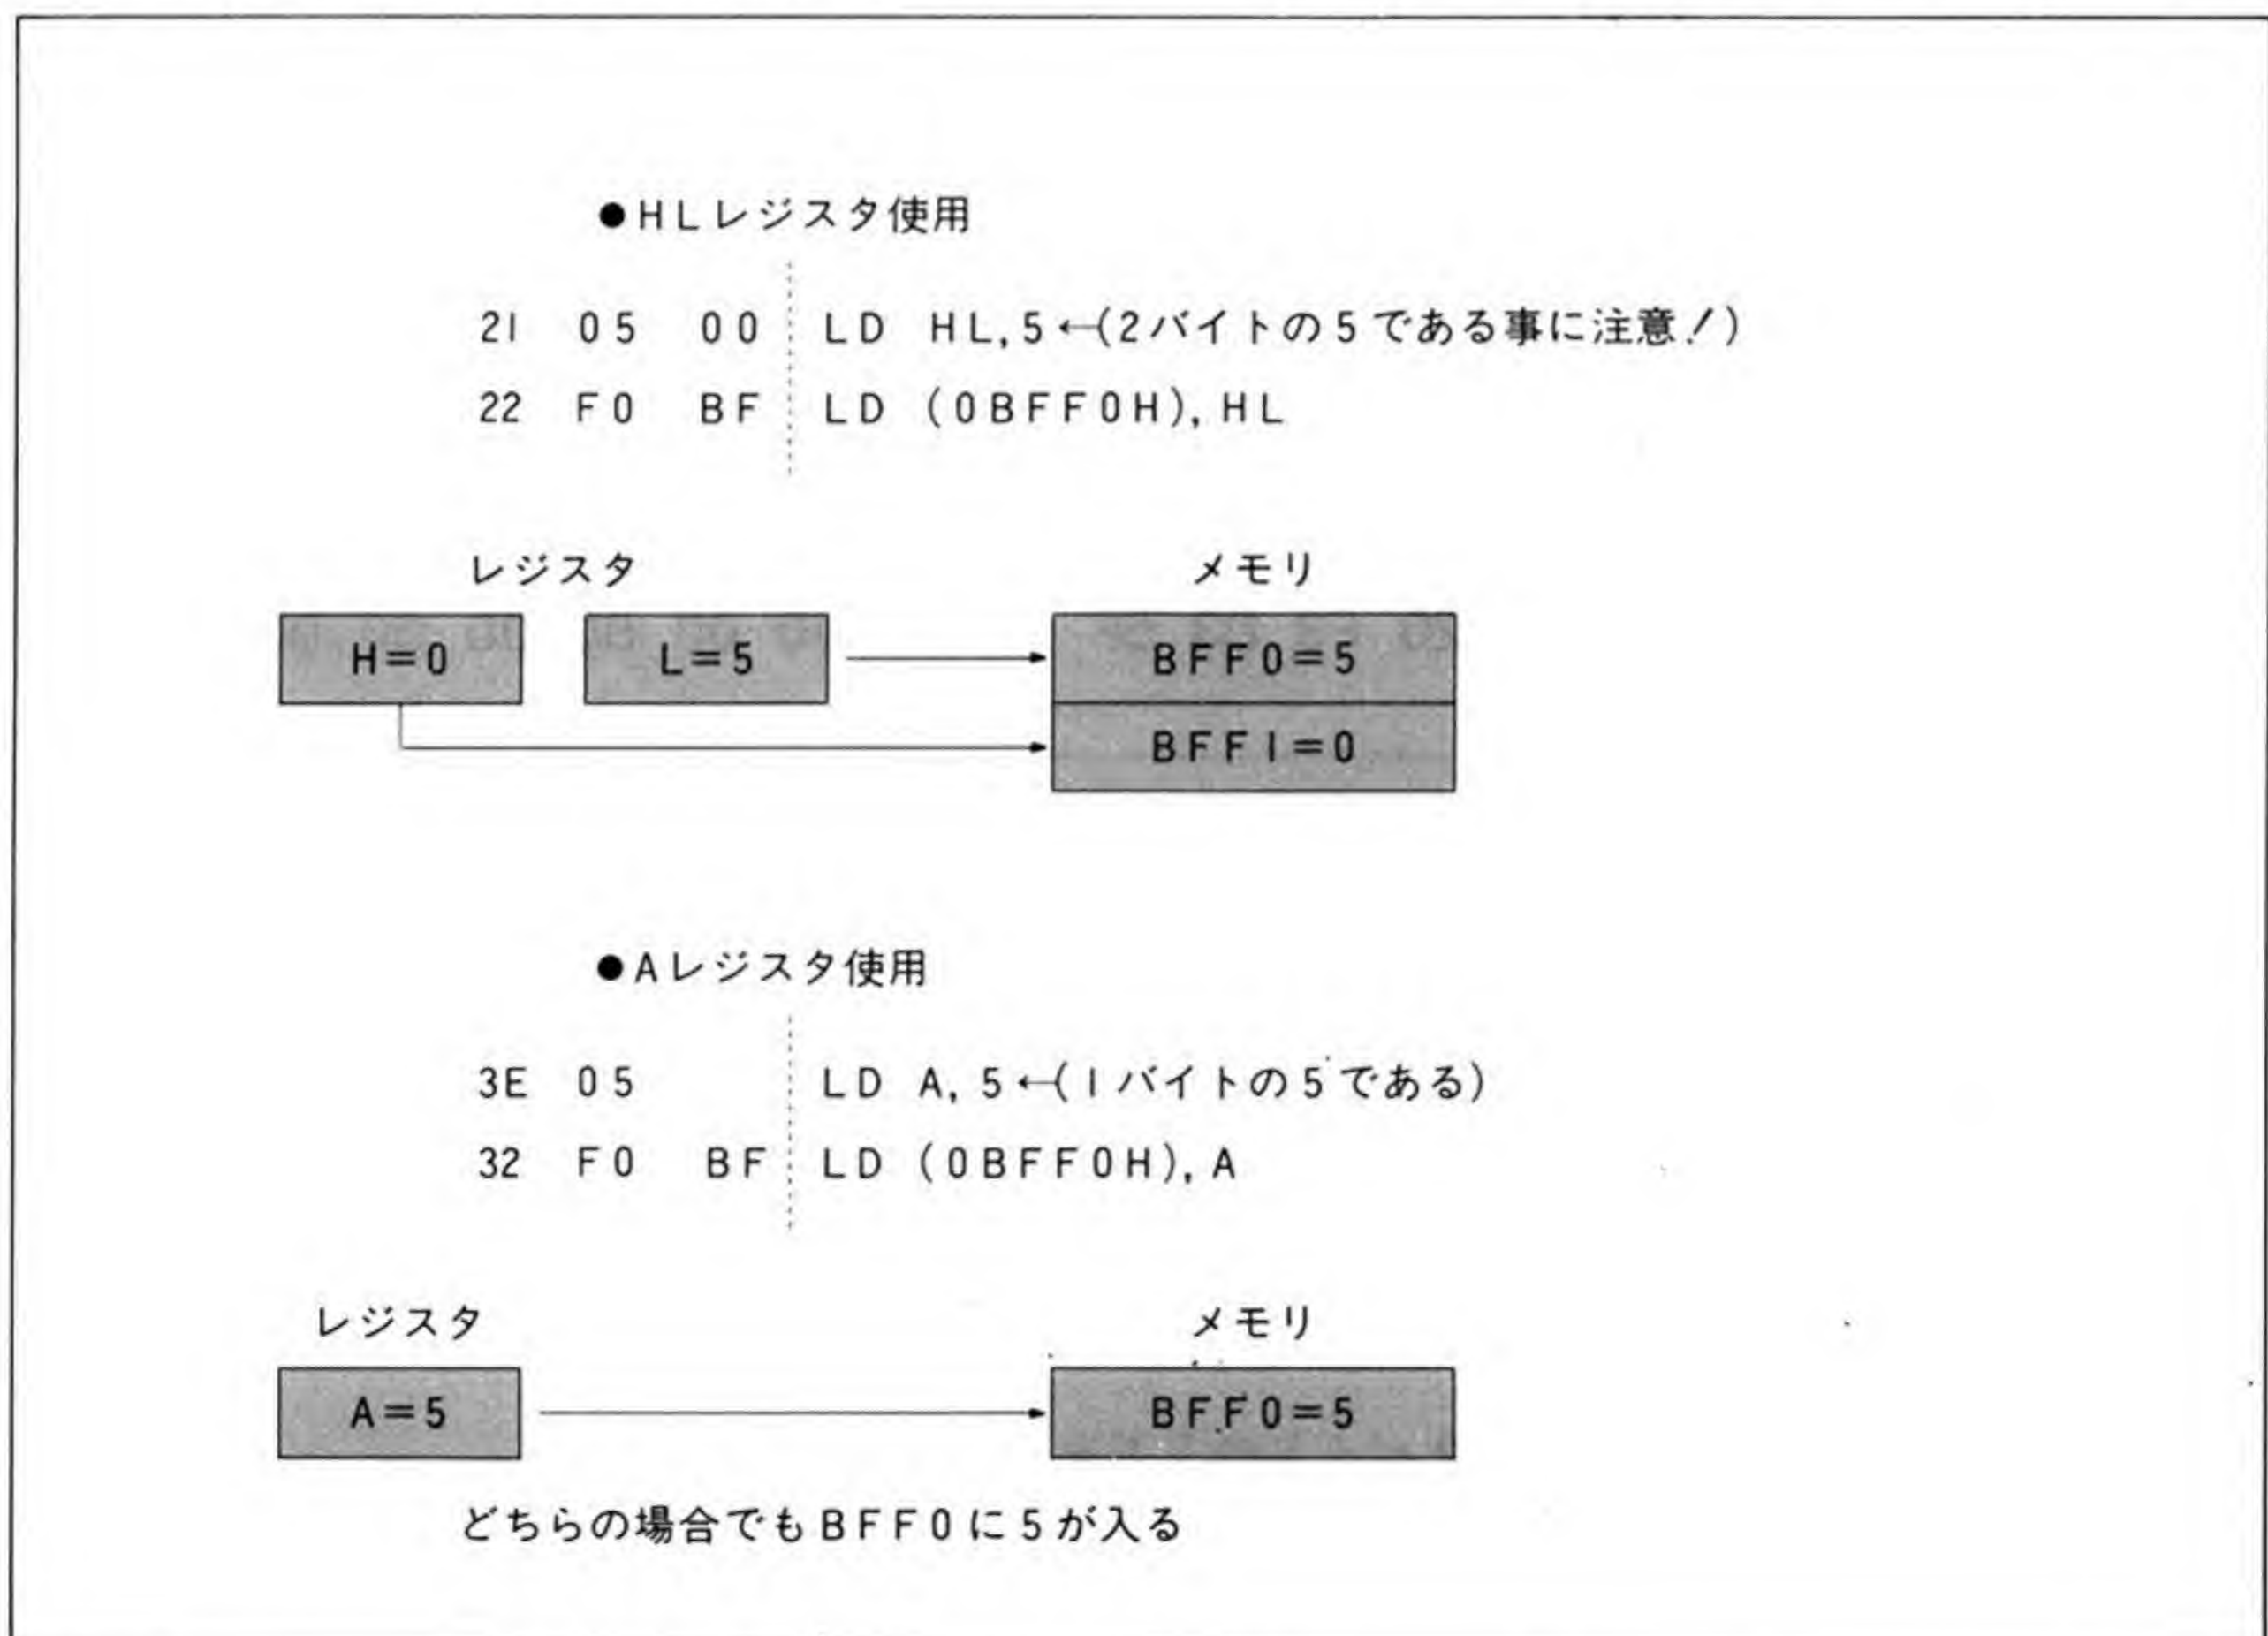 ●HLレジスタ使用
21 05 00 LD HL,5←(2バイトの5である事に注意!)
22 F0 BF LD (0BFF0H),HL
レジスタ メモリ
H=0 L=5 BFF0=5
BFF1=0
●Aレジスタ使用
3E 05 LD A,5←(1バイトの5である)
32 F0 BF LD (0BFF0H),A
レジスタ メモリ
A=5 BFF0=5
どちらの場合でもBFF0に5が入る